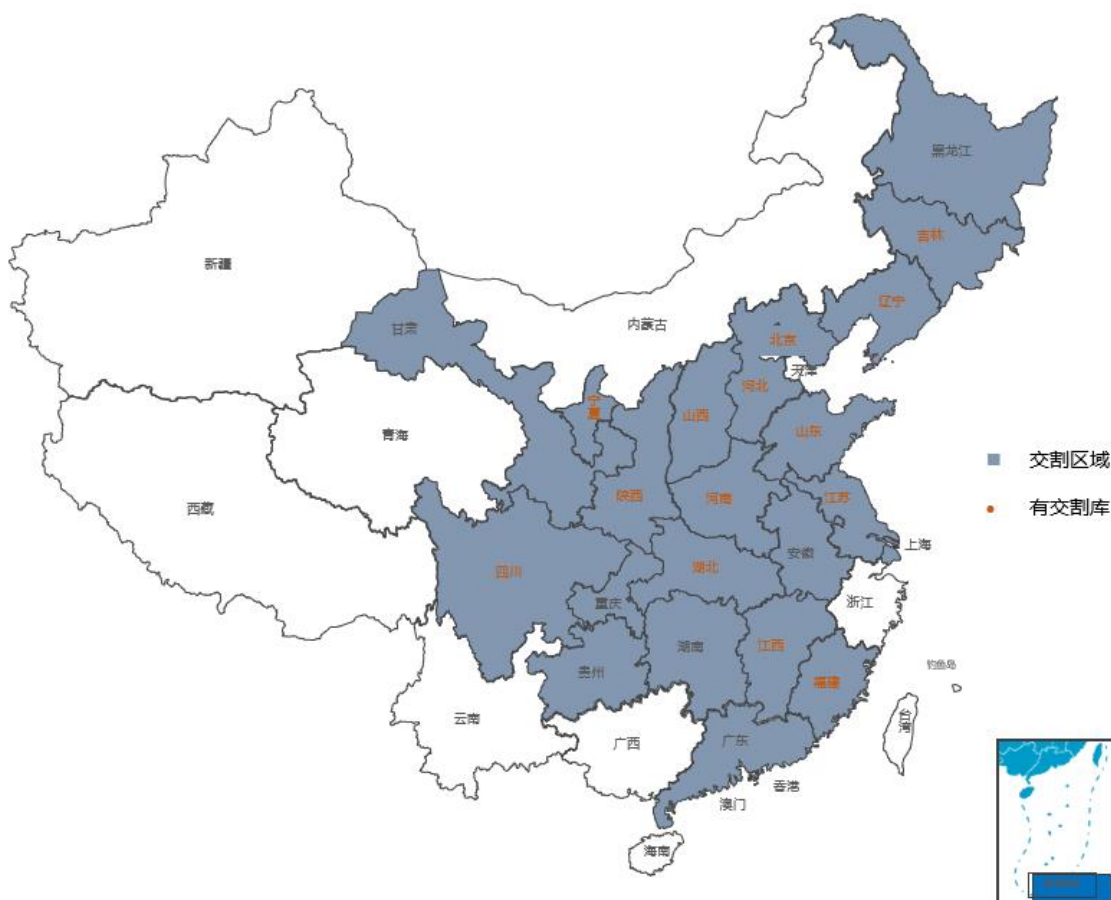 黑龙江
吉林
辽宁
新疆
内蒙古
甘肃
北京
天津
河北
宁夏
山西
山东
青海
陕西
河南
江苏
西藏
安徽
上海
四川
湖北
重庆
浙江
湖南
江西
贵州
福建
钓鱼岛
云南
广西
广东
台湾
香港
澳门
海南
交割区域
有交割库